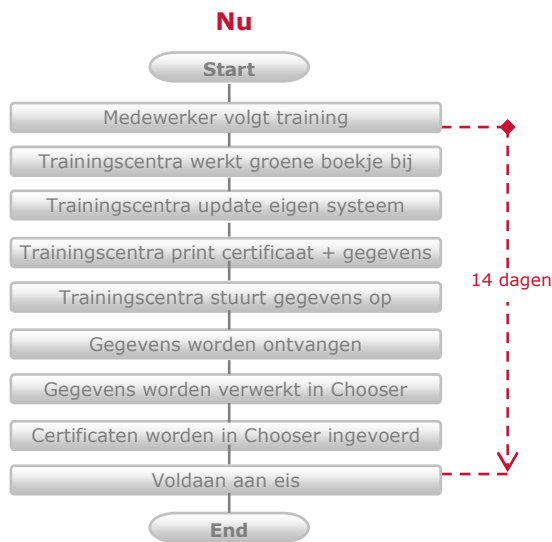 Nu
Start
Medewerker volgt training
Trainingscentra werkt groene boekje bij
Trainingscentra update eigen systeem
Trainingscentra print certificaat + gegevens
14 dagen
Trainingscentra stuurt gegevens op
Gegevens worden ontvangen
Gegevens worden verwerkt in Chooser
Certificaten worden in Chooser ingevoerd
Voldaan aan eis
End